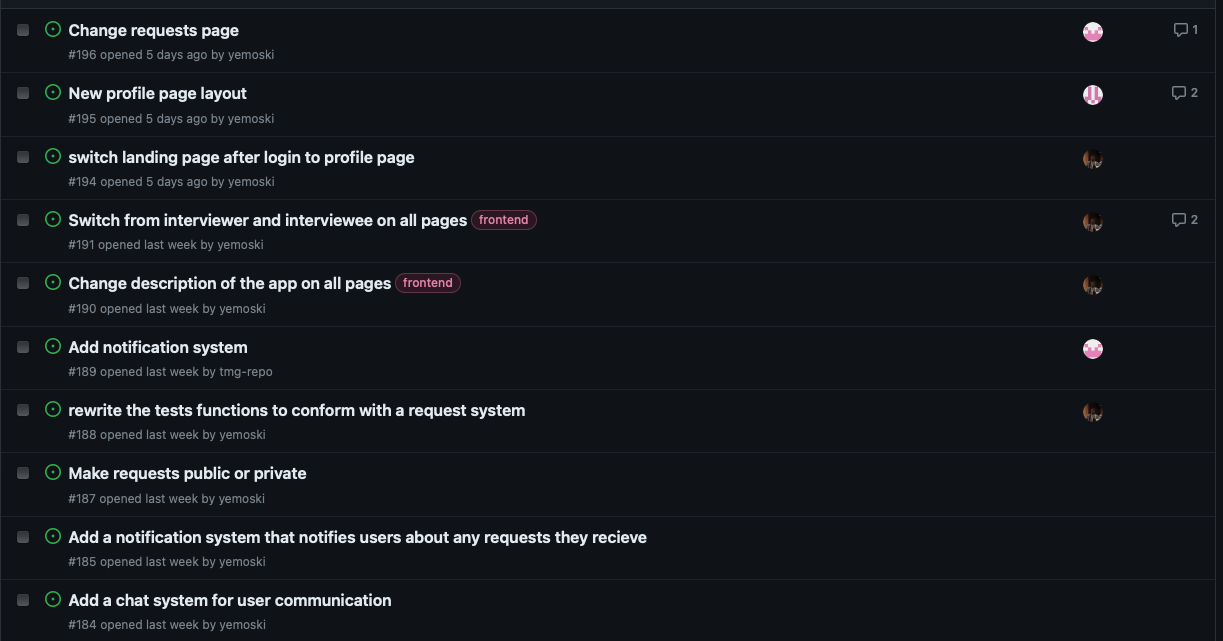 Change requests page
1
#196 opened 5 days ago by yemoski
New profile page layout
2
#195 opened 5 days ago by yemoski
switch landing page after login to profile page
#194 opened 5 days ago by yemoski
Switch from interviewer and interviewee on all pages frontend
2
#191 opened last week by yemoski
Change description of the app on all pages frontend
#190 opened last week by yemoski
Add notification system
#189 opened last week by tmg-repo
rewrite the tests functions to conform with a request system
#188 opened last week by yemoski
Make requests public or private
#187 opened last week by yemoski
Add a notification system that notifies users about any requests they recieve
#185 opened last week by yemoski
Add a chat system for user communication
#184 opened last week by yemoski